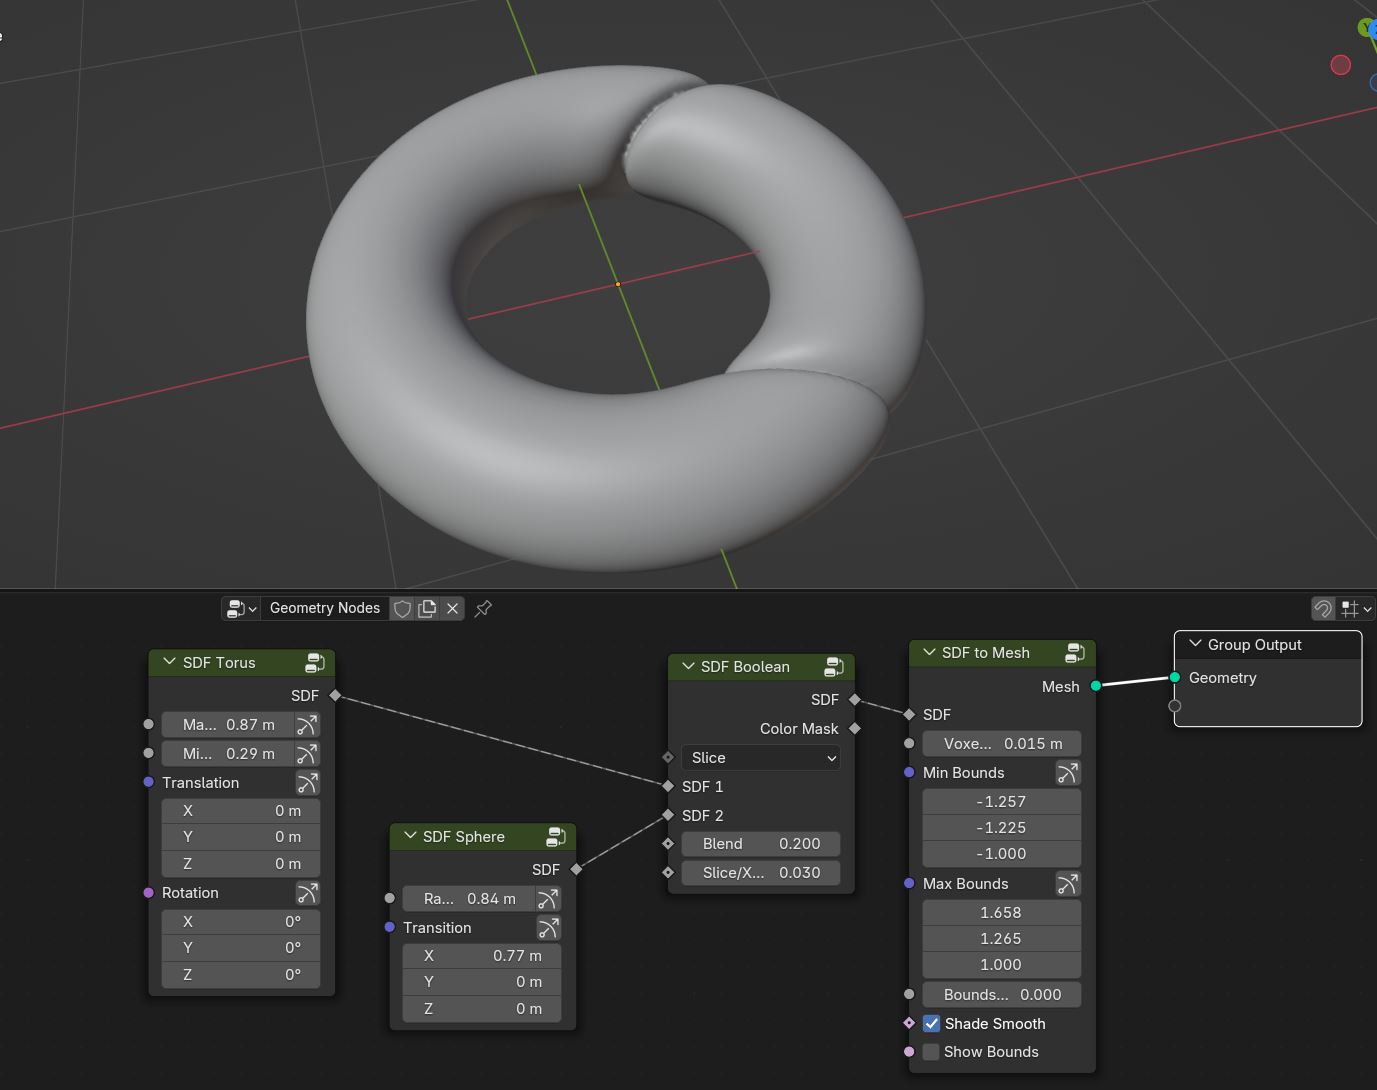 e
Y
Z
Geometry Nodes
SDF Torus
SDF
Ma... 0.87 m
Mi... 0.29 m
Translation
X 0 m
Y 0 m
Z 0 m
Rotation
X 0°
Y 0°
Z 0°
SDF Sphere
SDF
Ra... 0.84 m
Transition
X 0.77 m
Y 0 m
Z 0 m
SDF Boolean
SDF
Color Mask
Slice
SDF 1
SDF 2
Blend 0.200
Slice/X... 0.030
SDF to Mesh
Mesh
SDF
Voxe... 0.015 m
Min Bounds
-1.257
-1.225
-1.000
Max Bounds
1.658
1.265
1.000
Bounds... 0.000
Shade Smooth
Show Bounds
Group Output
Geometry